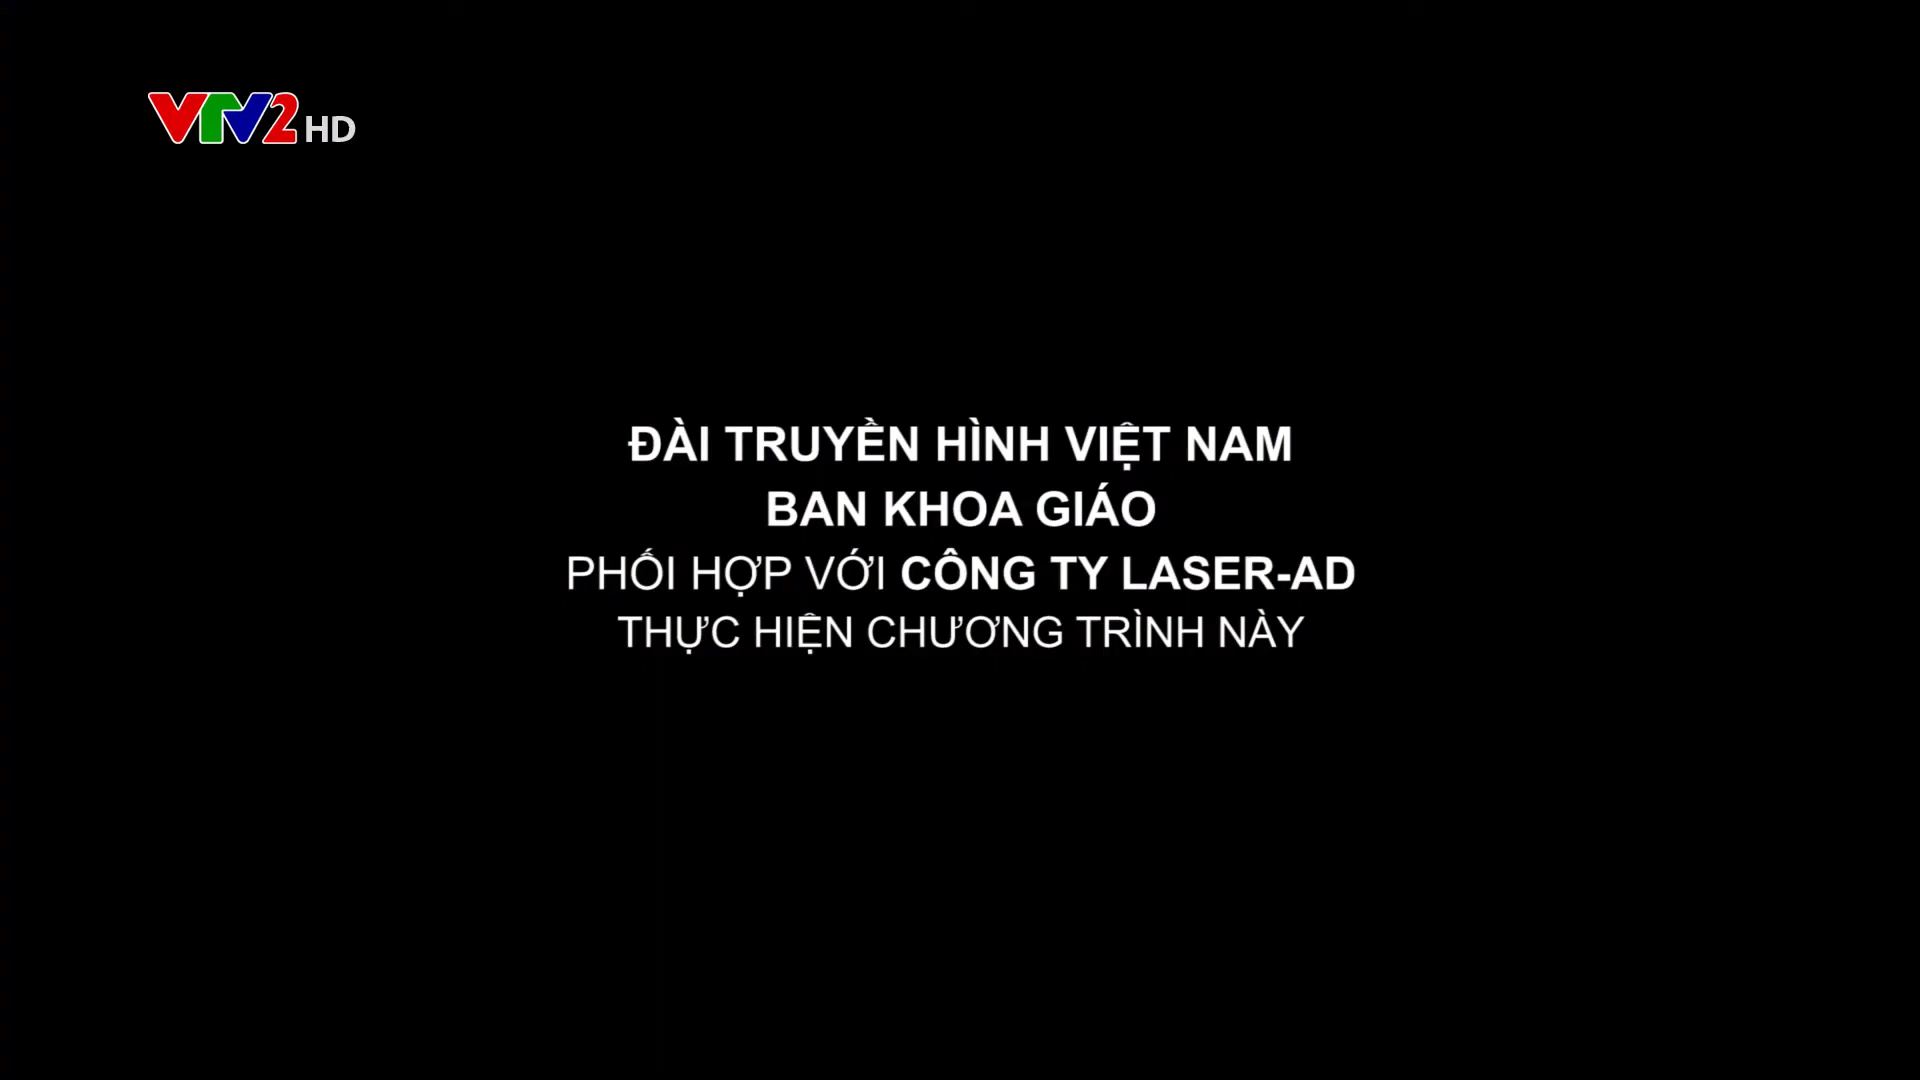 VTV2 HD
ĐÀI TRUYỀN HÌNH VIỆT NAM
BAN KHOA GIÁO
PHỐI HỢP VỚI CÔNG TY LASER-AD
THỰC HIỆN CHƯƠNG TRÌNH NÀY